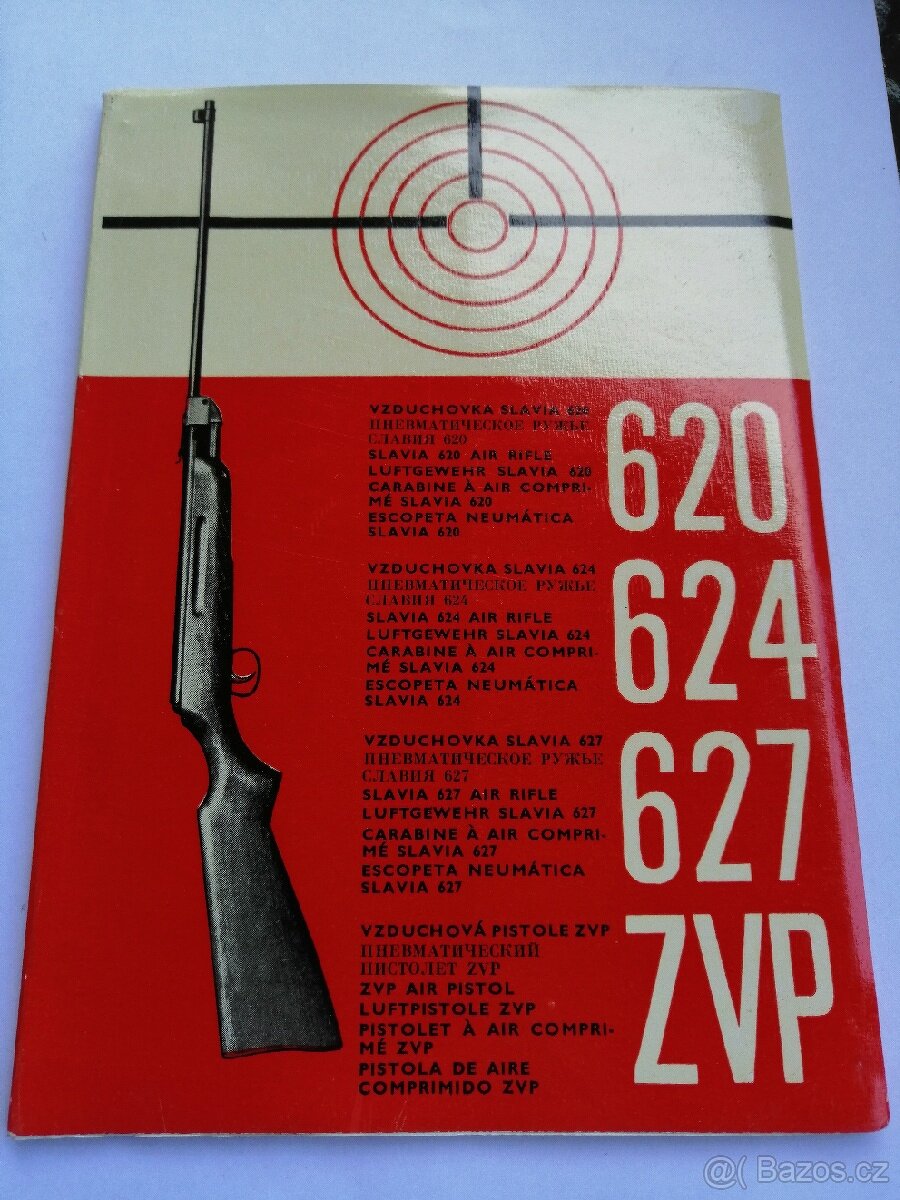 VZDUCHOVKA SLAVIA 620
ПНЕВМАТИЧЕСКОЕ РУЖЬЕ
СЛАВИЯ 620
SLAVIA 620 AIR RIFLE
LUFTGEWEHR SLAVIA 620
CARABINE À AIR COMPRI-
MÉ SLAVIA 620
ESCOPETA NEUMÁTICA
SLAVIA 620
620
VZDUCHOVKA SLAVIA 624
ПНЕВМАТИЧЕСКОЕ РУЖЬЕ
СЛАВИЯ 624
SLAVIA 624 AIR RIFLE
LUFTGEWEHR SLAVIA 624
CARABINE À AIR COMPRI-
MÉ SLAVIA 624
ESCOPETA NEUMÁTICA
SLAVIA 624
624
VZDUCHOVKA SLAVIA 627
ПНЕВМАТИЧЕСКОЕ РУЖЬЕ
СЛАВИЯ 627
SLAVIA 627 AIR RIFLE
LUFTGEWEHR SLAVIA 627
CARABINE À AIR COMPRI-
MÉ SLAVIA 627
ESCOPETA NEUMÁTICA
SLAVIA 627
627
VZDUCHOVÁ PISTOLE ZVP
ПНЕВМАТИЧЕСКИЙ
ПИСТОЛЕТ ZVP
ZVP AIR PISTOL
LUFTPISTOLE ZVP
PISTOLET À AIR COMPRI-
MÉ ZVP
PISTOLA DE AIRE
COMPRIMIDO ZVP
ZVP
@( Bazos.cz